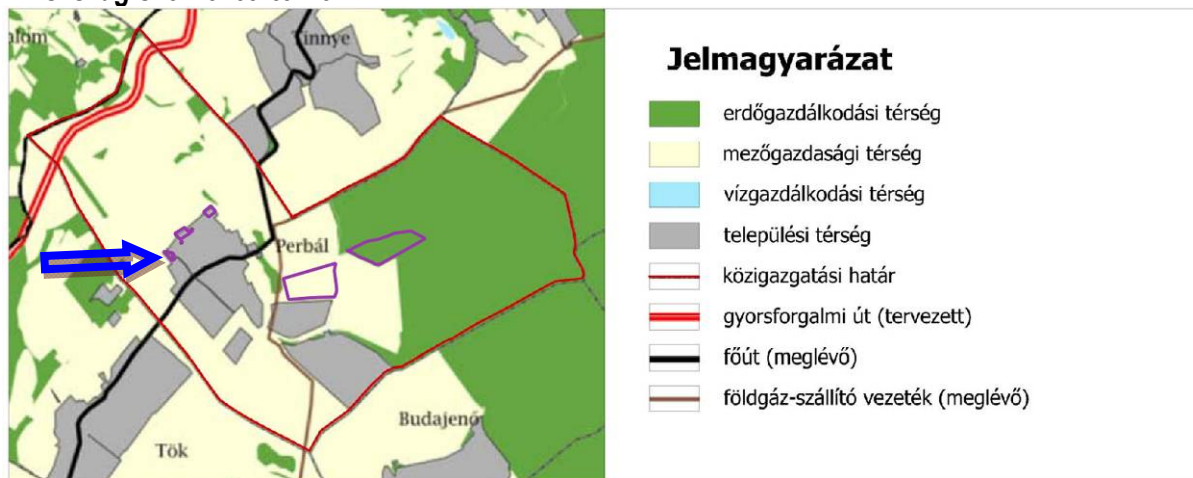 Tinnye
Perbál
Budajenő
Tök
Jelmagyarázat
erdőgazdálkodási térség
mezőgazdasági térség
vízgazdálkodási térség
települési térség
közigazgatási határ
gyorsforgalmi út (tervezett)
főút (meglévő)
földgáz-szállító vezeték (meglévő)